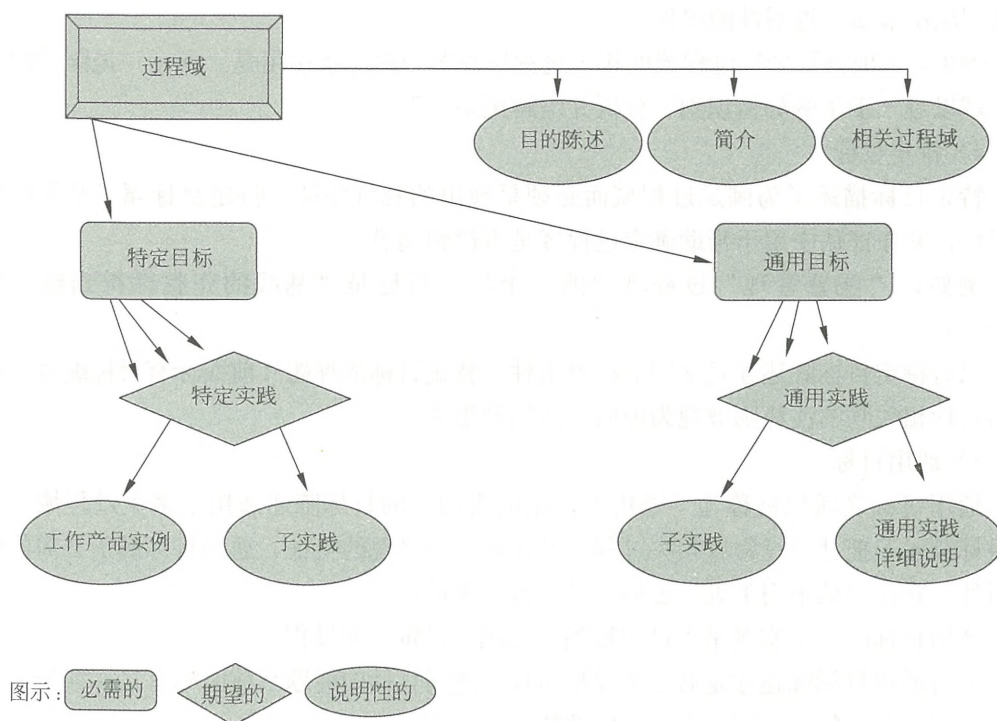 过程域
目的陈述
简介
相关过程域
特定目标
通用目标
特定实践
通用实践
工作产品实例
子实践
子实践
通用实践
详细说明
图示：
必需的
期望的
说明性的